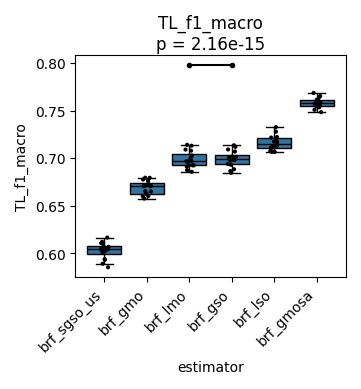 TL_f1_macro
p = 2.16e-15
TL_f1_macro
0.80
0.75
0.70
0.65
0.60
brf_sgso_us
brf_gmo
brf_lmo
brf_gso
brf_lso
brf_gmosa
estimator